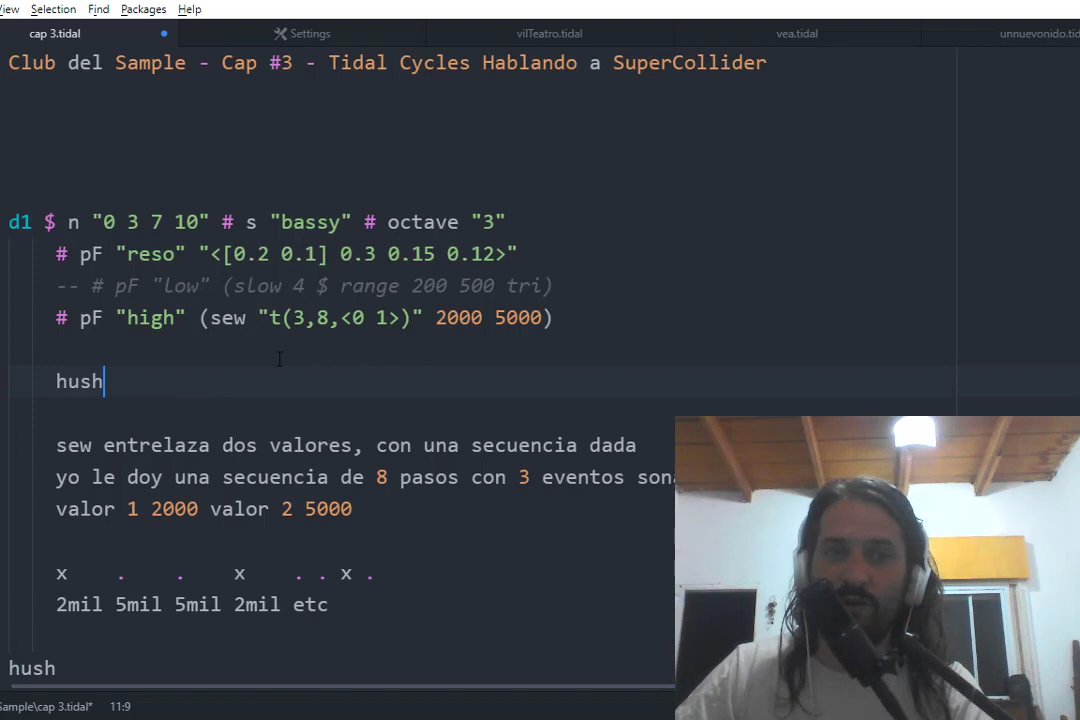 View Selection Find Packages Help
cap 3.tidal Settings vilTeatro.tidal vea.tidal
Club del Sample - Cap #3 - Tidal Cycles Hablando a SuperCollider
d1 $ n "0 3 7 10" # s "bassy" # octave "3"
# pF "reso" "<[0.2 0.1] 0.3 0.15 0.12>"
-- # pF "low" (slow 4 $ range 200 500 tri)
# pF "high" (sew "t(3,8,<0 1>)" 2000 5000)
hush
sew entrelaza dos valores, con una secuencia dada
yo le doy una secuencia de 8 pasos con 3 eventos son
valor 1 2000 valor 2 5000
x . . x . . x .
2mil 5mil 5mil 2mil etc
hush
Sample\cap 3.tidal* 11:9